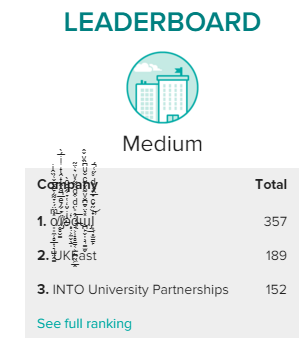 LEADERBOARD
Medium
Company Total
1. 357
2. UKFast 189
3. INTO University Partnerships 152
See full ranking